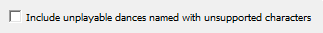 Include unplayable dances named with unsupported characters